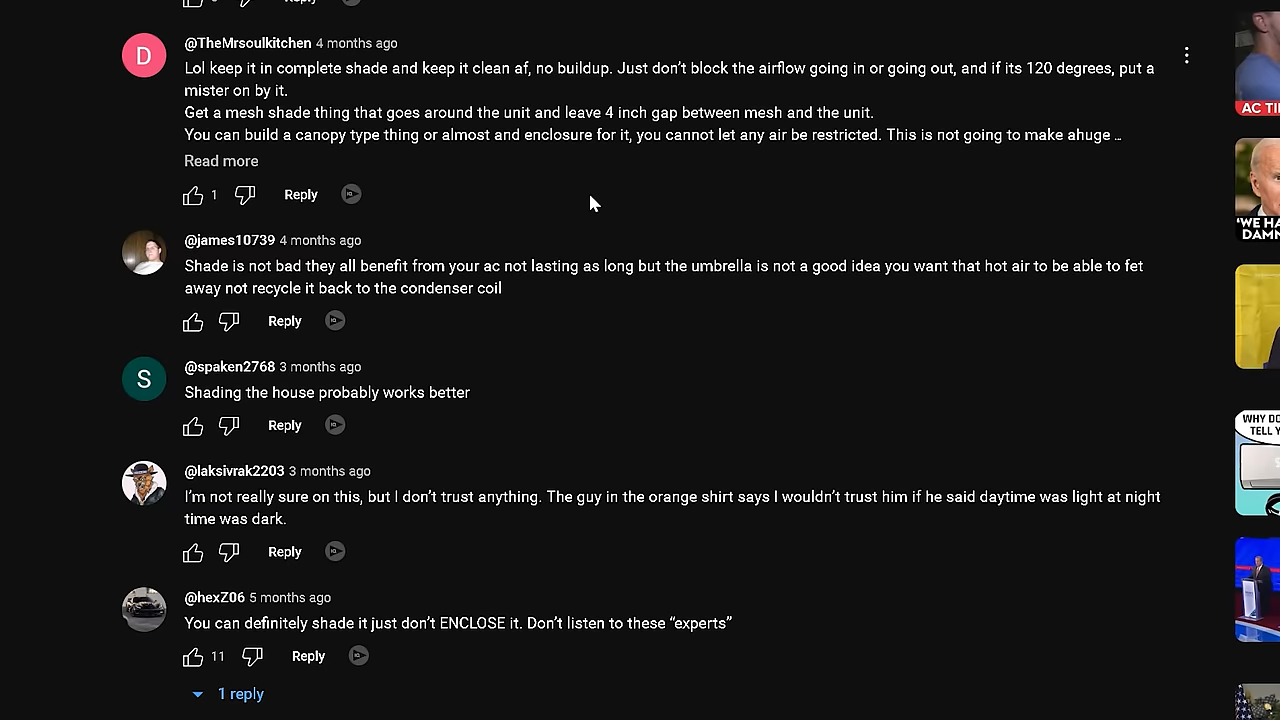 Reply
@TheMrsoulkitchen 4 months ago
D
Lol keep it in complete shade and keep it clean af, no buildup. Just don't block the airflow going in or going out, and if its 120 degrees, put a
mister on by it.
Get a mesh shade thing that goes around the unit and leeve 4 inch gap between mesh and the unit.
You can build a canopy type thing or almost and enclosure for it, you cannot let any air be restricted. This is not going to make ahuge ...
Read more
1 Reply
@james10739 4 months ago
Shade is not bad they all benefit from your ac not lasting as long but the umbrella is not a good idea you want that hot air to be able to fet
away not recycle it back to the condenser coil
Reply
@spaken2768 3 months ago
S
Shading the house probably works better
Reply
@laksivrak2203 3 months ago
I'm not really sure on this, but I don't trust anything. The guy in the orange shirt says I wouldn't trust him if he said daytime was light at night
time was dark.
Reply
@hexZ06 5 months ago
You can definitely shade it just don't ENCLOSE it. Don't listen to these “experts”
11 Reply
1 reply
AC TI
'WE HA
DAMN
WHY DO
TELL Y